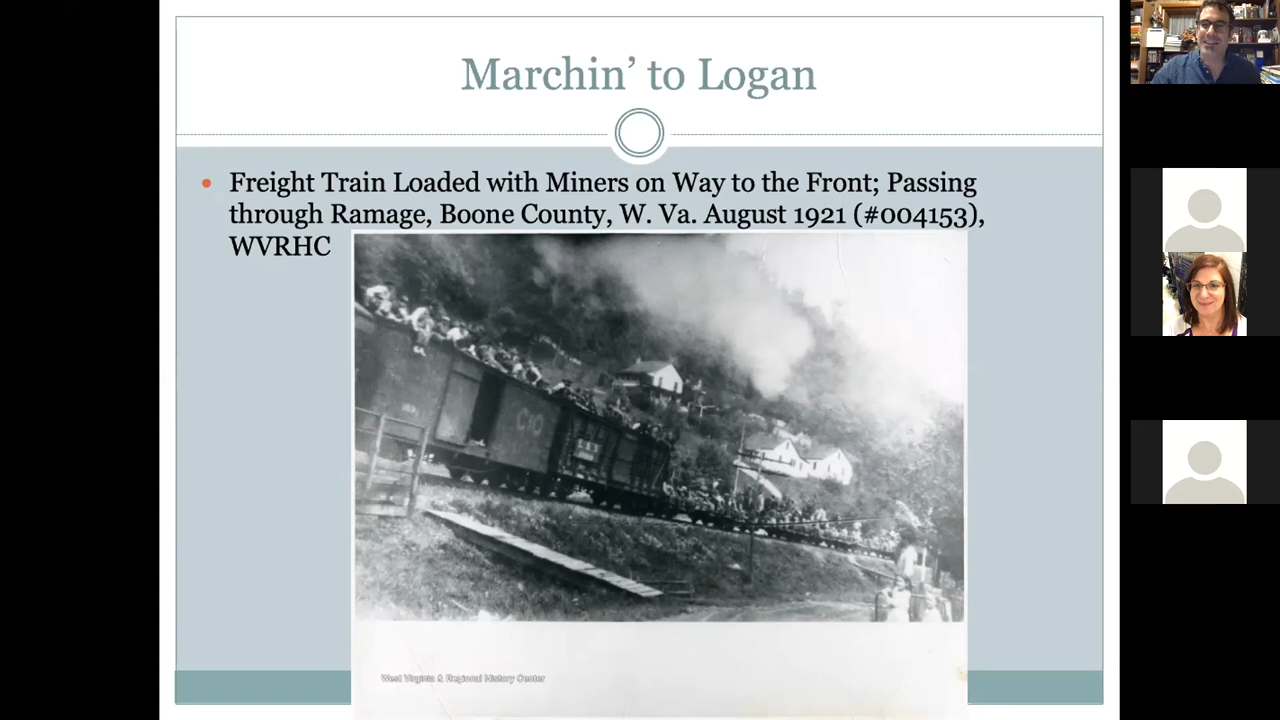 Marchin’ to Logan
Freight Train Loaded with Miners on Way to the Front; Passing
through Ramage, Boone County, W. Va. August 1921 (#004153),
WVRHC
West Virginia & Regional History Center